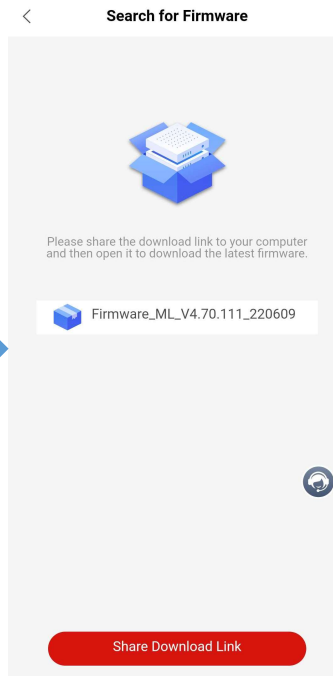 Search for Firmware
Please share the download link to your computer
and then open it to download the latest firmware.
Firmware_ML_V4.70.111_220609
Share Download Link